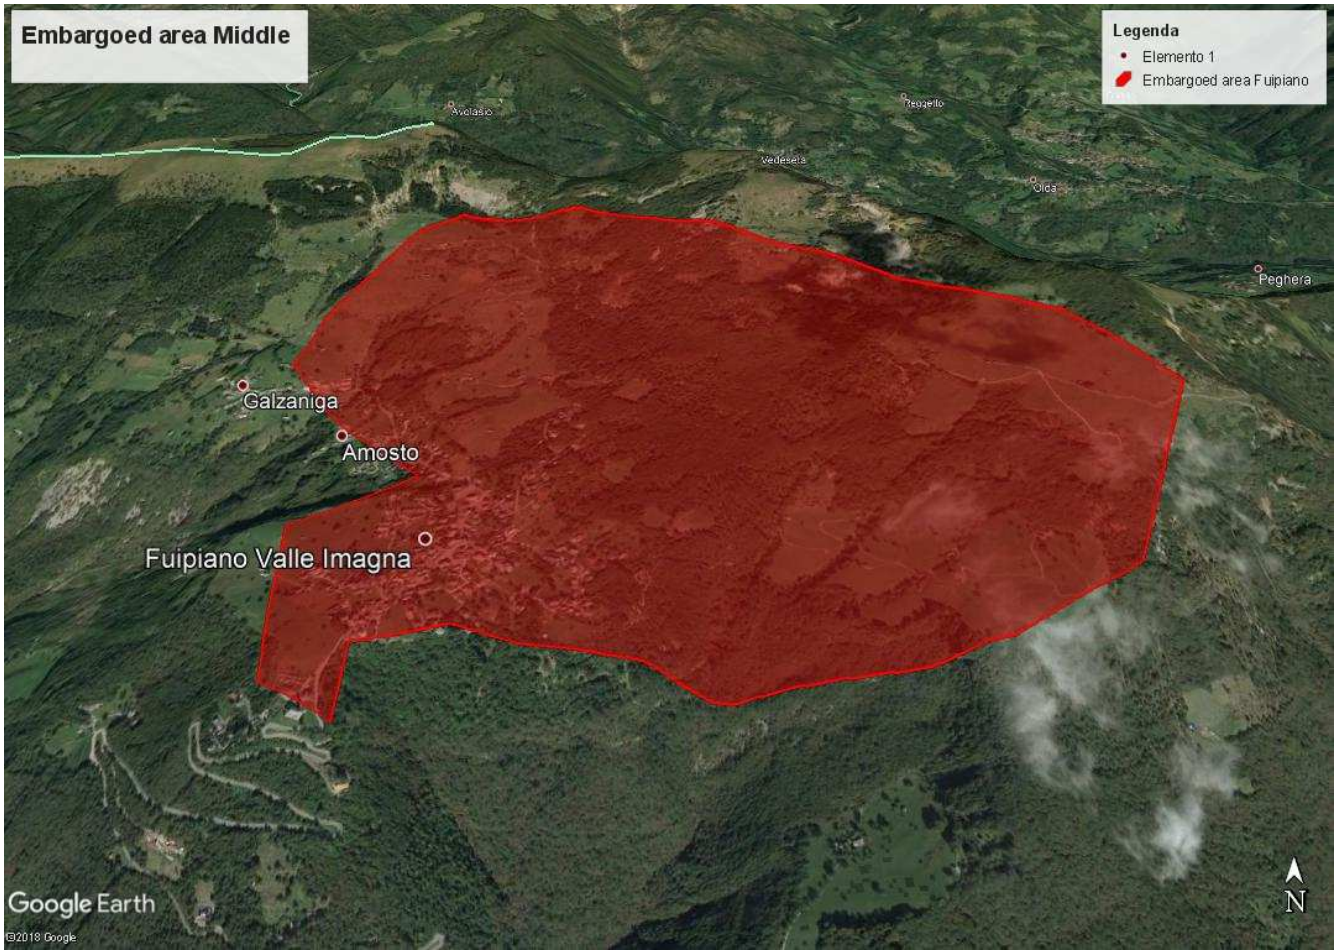 Embargoed area Middle
Legenda
Elemento 1
Embargoed area Fuipiano
Avolasio
Reggetto
Vedeseta
Olda
Peghera
Galzaniga
Amosto
Fuipiano Valle Imagna
Google Earth
©2018 Google
N